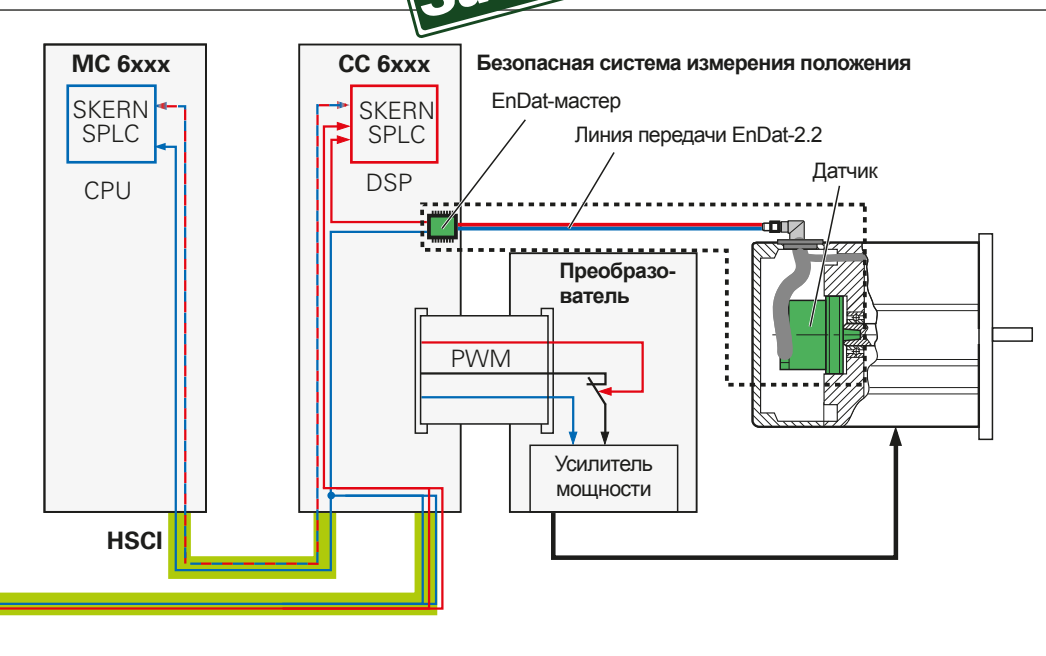 MC 6xxx
SKERN
SPLC
CPU
CC 6xxx
SKERN
SPLC
DSP
Безопасная система измерения положения
EnDat-мастер
Линия передачи EnDat-2.2
Датчик
Преобразо-
ватель
PWM
Усилитель
мощности
HSCI